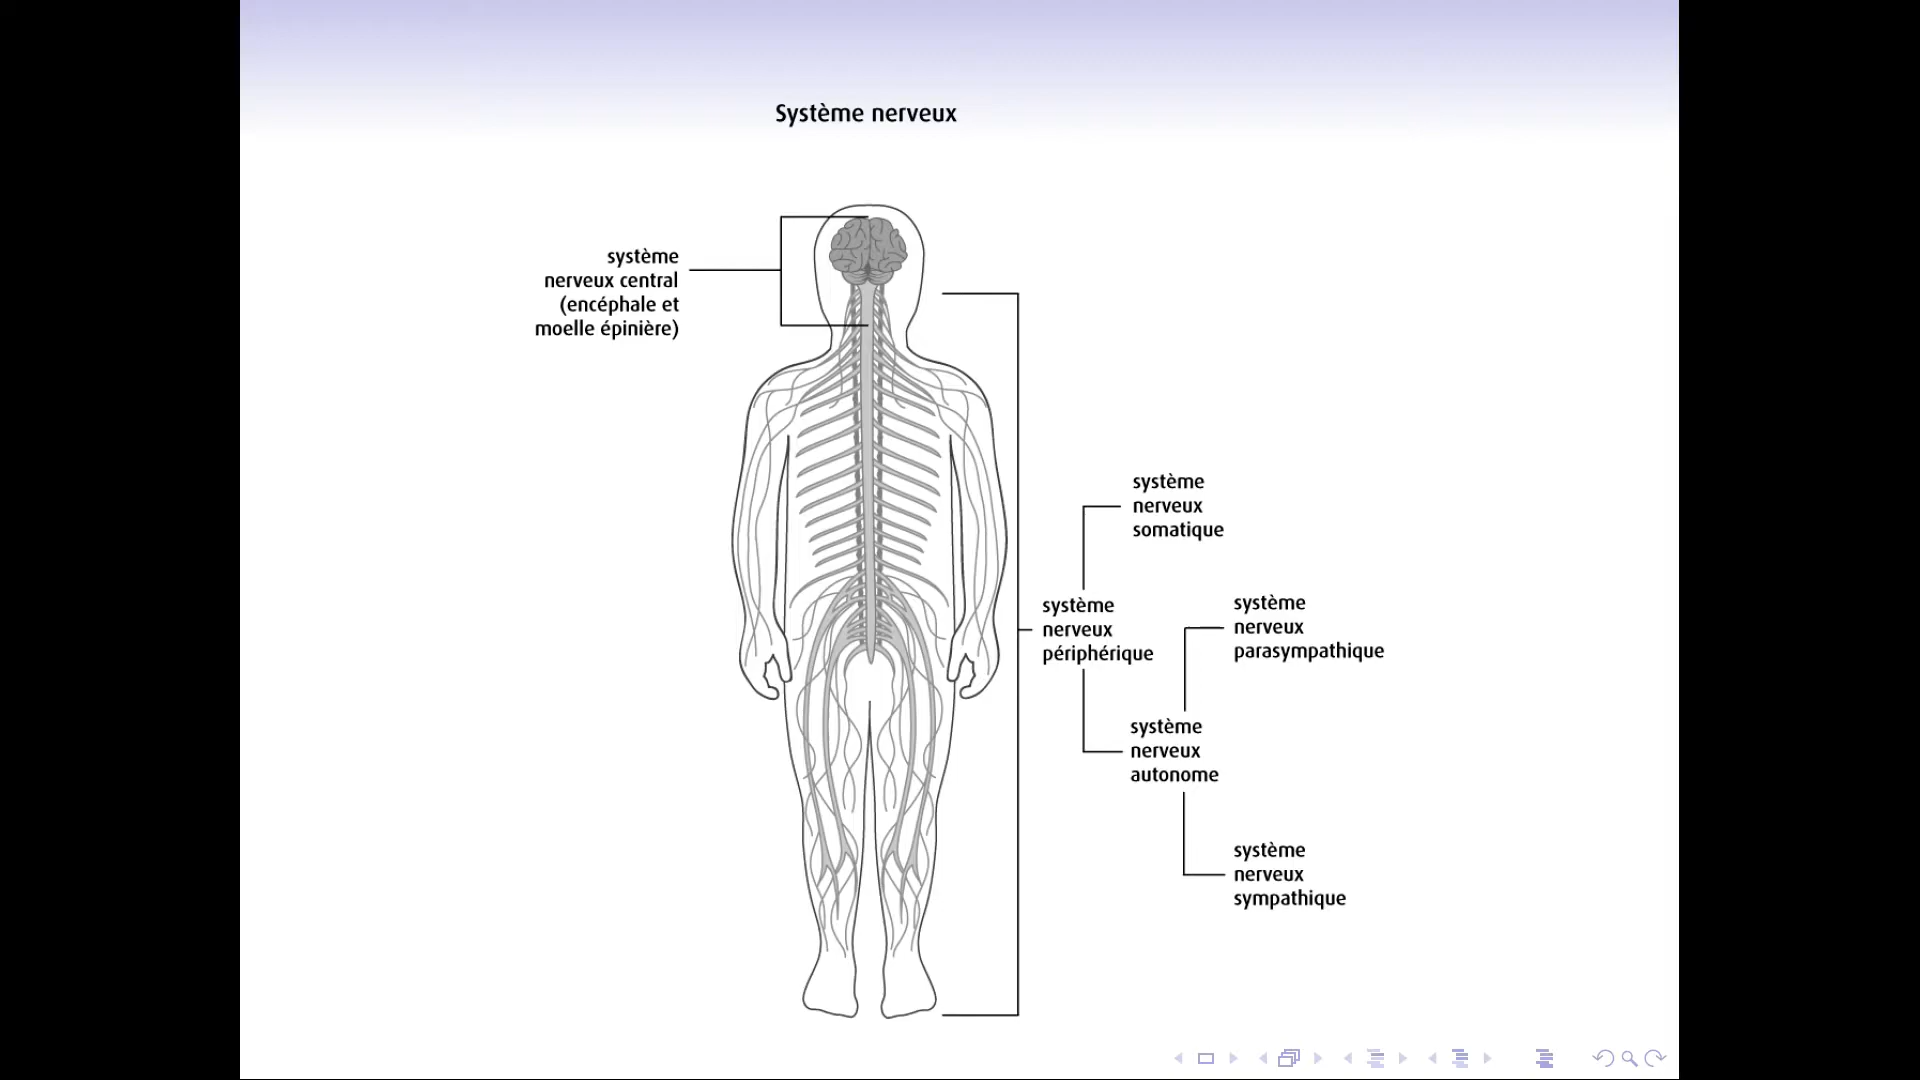 Système nerveux
système
nerveux central
(encéphale et
moelle épinière)
système
nerveux
somatique
système
nerveux
périphérique
système
nerveux
parasympathique
système
nerveux
autonome
système
nerveux
sympathique